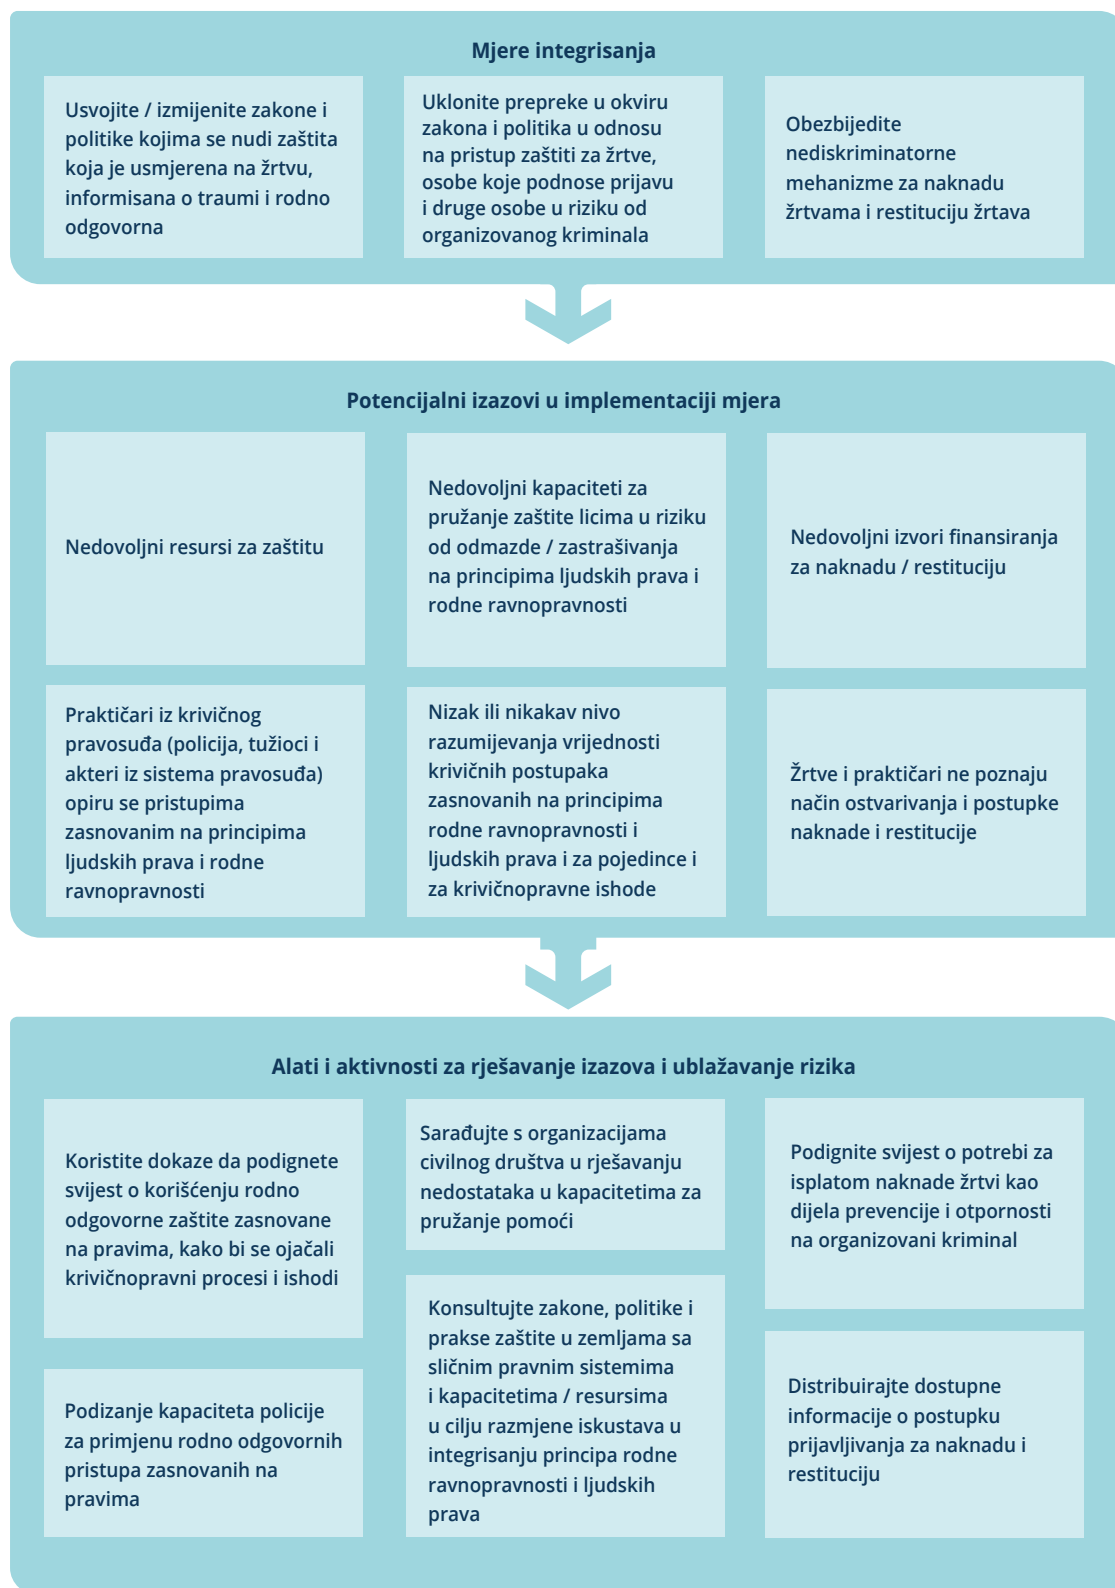 Mjere integrisanja
Usvojite / izmijenite zakone i
politike kojima se nudi zaštita
koja je usmjerena na žrtvu,
informisana o traumi i rodno
odgovorna
Uklonite prepreke u okviru
zakona i politika u odnosu
na pristup zaštiti za žrtve,
osobe koje podnose prijavu
i druge osobe u riziku od
organizovanog kriminala
Obezbijedite
nediskriminatorne
mehanizme za naknadu
žrtvama i restituciju žrtava
Potencijalni izazovi u implementaciji mjera
Nedovoljni resursi za zaštitu
Nedovoljni kapaciteti za
pružanje zaštite licima u riziku
od odmazde / zastrašivanja
na principima ljudskih prava i
rodne ravnopravnosti
Nedovoljni izvori finansiranja
za naknadu / restituciju
Praktičari iz krivičnog
pravosuđa (policija, tužioci i
akteri iz sistema pravosuđa)
opiru se pristupima
zasnovanim na principima
ljudskih prava i rodne
ravnopravnosti
Nizak ili nikakav nivo
razumijevanja vrijednosti
krivičnih postupaka
zasnovanih na principima
rodne ravnopravnosti i
ljudskih prava i za pojedince i
za krivičnopravne ishode
Žrtve i praktičari ne poznaju
način ostvarivanja i postupke
naknade i restitucije
Alati i aktivnosti za rješavanje izazova i ublažavanje rizika
Koristite dokaze da podignete
svijest o korišćenju rodno
odgovorne zaštite zasnovane
na pravima, kako bi se ojačali
krivičnopravni procesi i ishodi
Sarađujte s organizacijama
civilnog društva u rješavanju
nedostataka u kapacitetima za
pružanje pomoći
Podignite svijest o potrebi za
isplatom naknade žrtvi kao
dijela prevencije i otpornosti
na organizovani kriminal
Podizanje kapaciteta policije
za primjenu rodno odgovornih
pristupa zasnovanih na
pravima
Konsultujte zakone, politike i
prakse zaštite u zemljama sa
sličnim pravnim sistemima
i kapacitetima / resursima
u cilju razmjene iskustava u
integrisanju principa rodne
ravnopravnosti i ljudskih
prava
Distribuirajte dostupne
informacije o postupku
prijavljivanja za naknadu i
restituciju